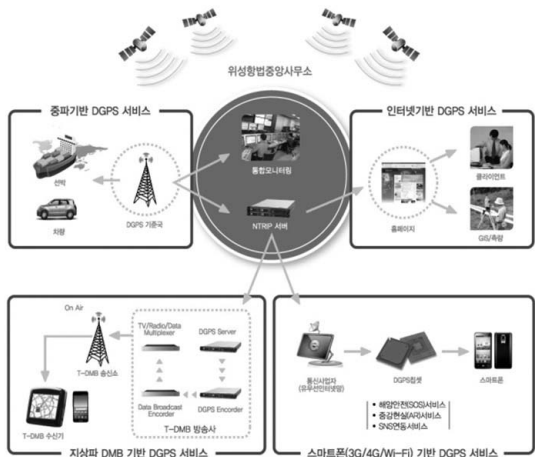 위성항법중앙사무소
중파기반 DGPS 서비스
선박
차량
DGPS 기준국
통합모니터링
NTRIP 서버
인터넷기반 DGPS 서비스
홈페이지
클라이언트
GIS/측량
On Air
T-DMB 송신소
T-DMB 수신기
TV/Radio/Data
Multiplexer
DGPS Server
Data Broadcast
Encorder
DGPS Encorder
T-DMB 방송사
지상파 DMB 기반 DGPS 서비스
통신사업자
(유무선인터넷망)
DGPS칩셋
스마트폰
• 해양안전(SOS)서비스
• 증강현실(AR)서비스
• SNS연동서비스
스마트폰(3G/4G/Wi-Fi) 기반 DGPS 서비스